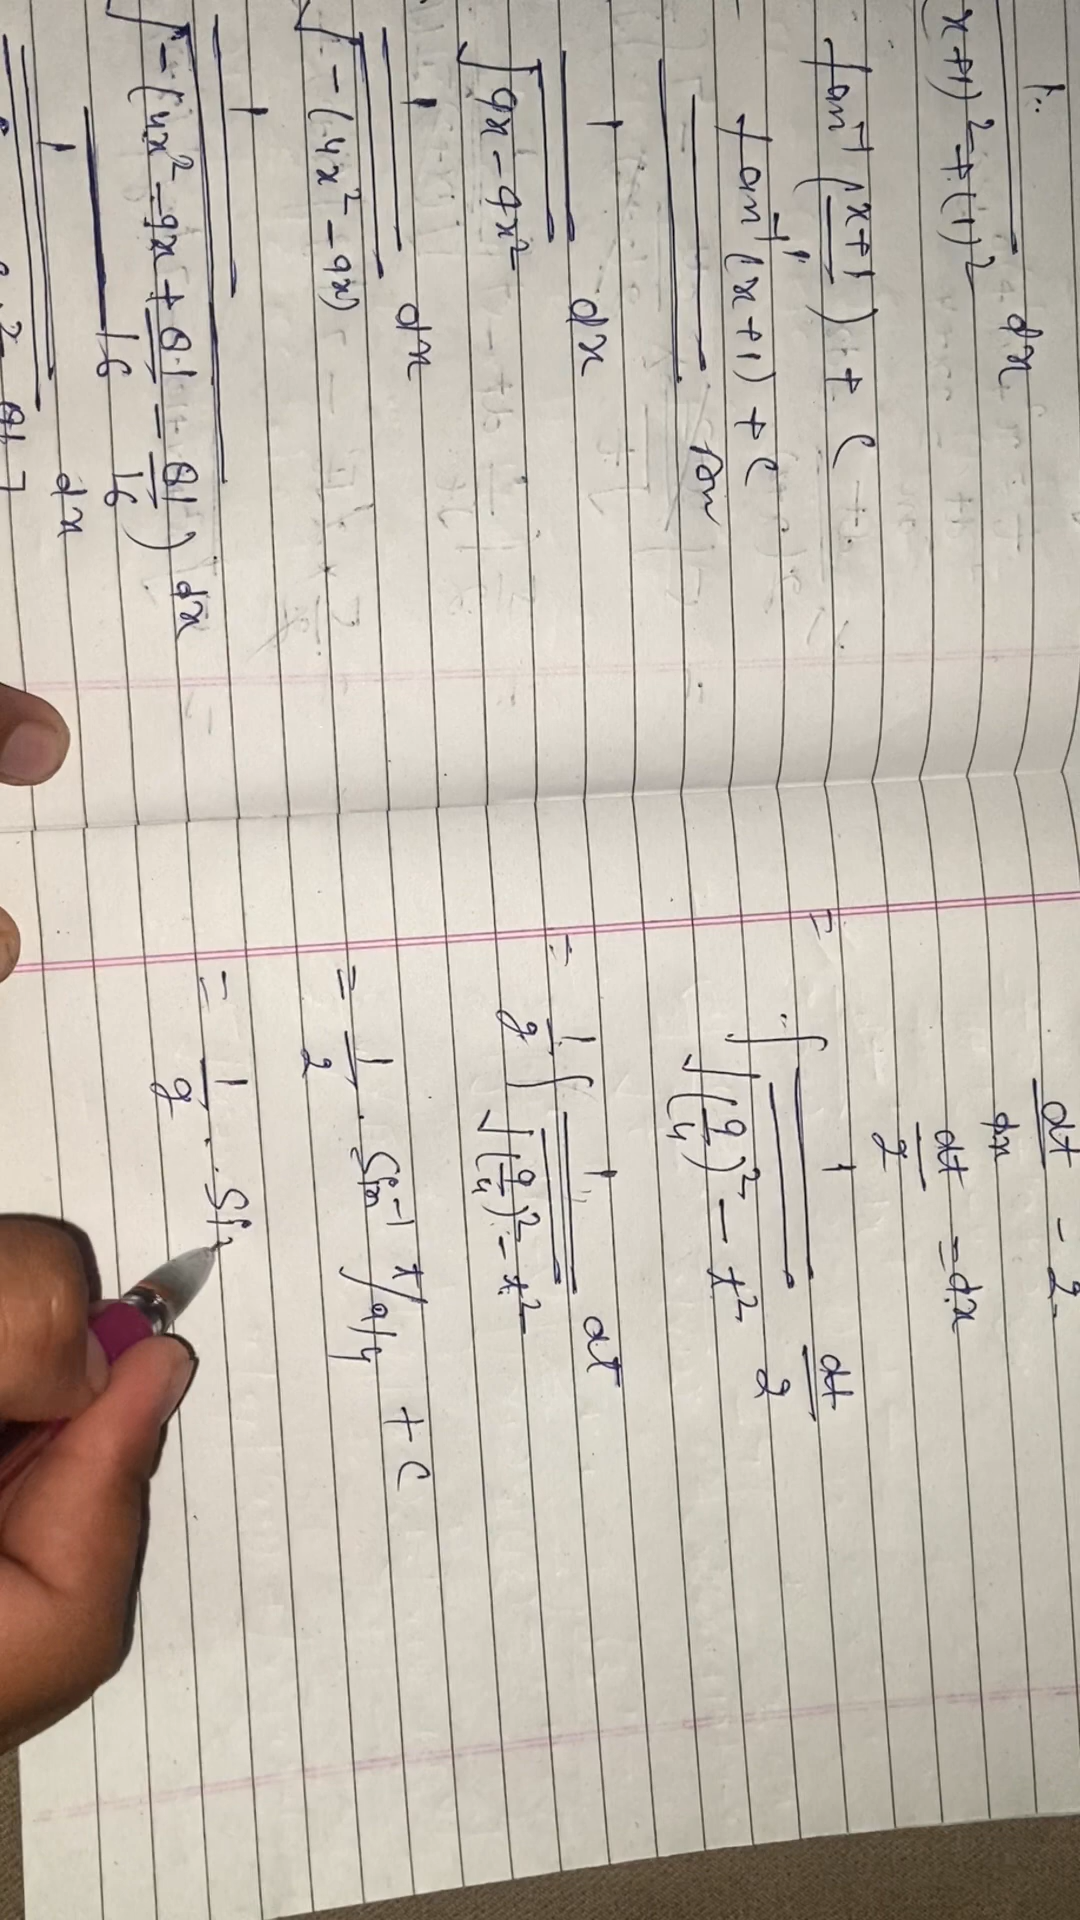 1
(x+1)² + (1)² dx
tan⁻¹ (x+1) + C
tan⁻¹ (x+1) + C
1
√9x - 4x² dx
1
√-(4x² - 9x) dx
1
√-(4x² - 9x + 81/16 - 81/16) dx
1
dx
dt/dx = 2
dt/2 = dx
= ∫ 1/√(9/4)² - t² dt/2
= 1/2 ∫ 1/√(9/4)² - t² dt
= 1/2 . Sin⁻¹ t/9/4 + C
= 1/2 . Sin